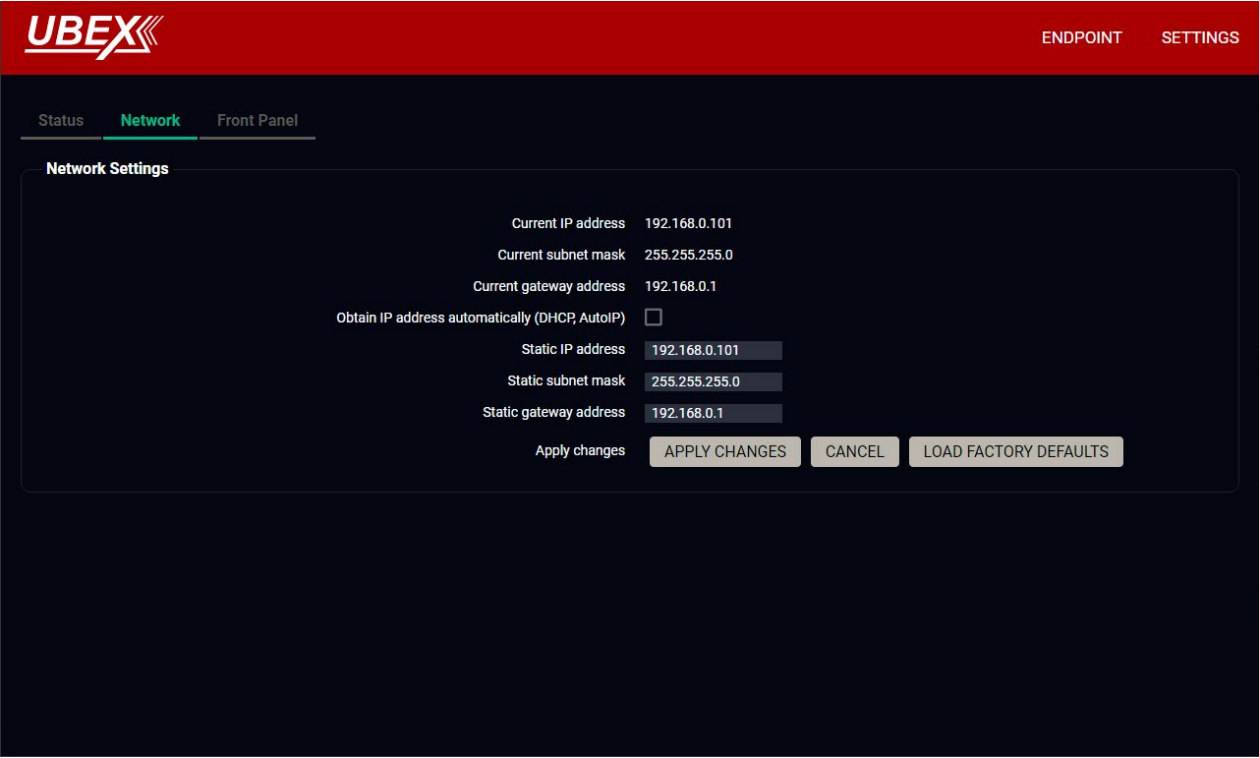 UBEX
ENDPOINT SETTINGS
Status Network Front Panel
Network Settings
Current IP address 192.168.0.101
Current subnet mask 255.255.255.0
Current gateway address 192.168.0.1
Obtain IP address automatically (DHCP, AutoIP)
Static IP address 192.168.0.101
Static subnet mask 255.255.255.0
Static gateway address 192.168.0.1
Apply changes APPLY CHANGES CANCEL LOAD FACTORY DEFAULTS